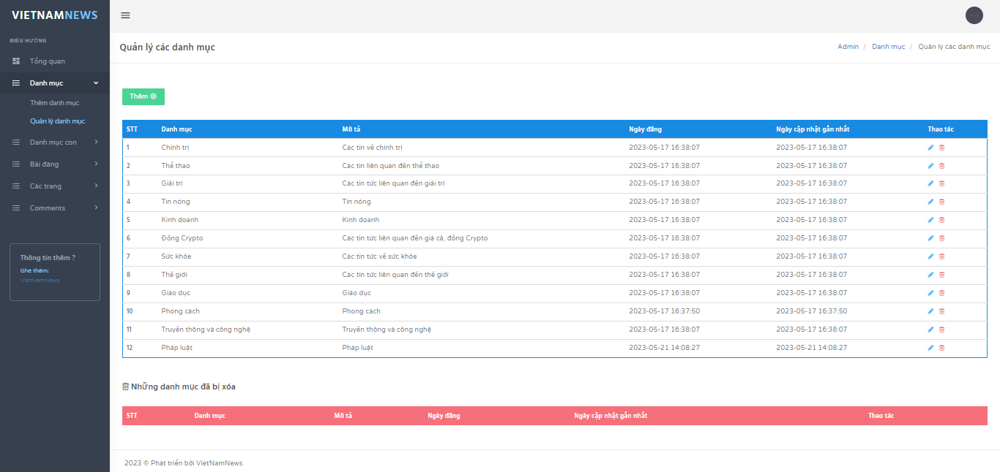 VIETNAMNEWS
ĐIỀU HƯỚNG
Tổng quan
Danh mục
Thêm danh mục
Quản lý danh mục
Danh mục con
Bài đăng
Các trang
Comments
Thông tin thêm ?
Ghé thêm:
VietNamNews
Quản lý các danh mục
Admin / Danh mục / Quản lý các danh mục
Thêm
STT Danh mục Mô tả Ngày đăng Ngày cập nhật gần nhất Thao tác
1 Chính trị Các tin về chính trị 2023-05-17 16:38:07 2023-05-17 16:38:07
2 Thể thao Các tin liên quan đến thể thao 2023-05-17 16:38:07 2023-05-17 16:38:07
3 Giải trí Các tin tức liên quan đến giải trí 2023-05-17 16:38:07 2023-05-17 16:38:07
4 Tin nóng Tin nóng 2023-05-17 16:38:07 2023-05-17 16:38:07
5 Kinh doanh Kinh doanh 2023-05-17 16:38:07 2023-05-17 16:38:07
6 Đồng Crypto Các tin tức liên quan đến giá cả, đồng Crypto 2023-05-17 16:38:07 2023-05-17 16:38:07
7 Sức khỏe Các tin tức về sức khỏe 2023-05-17 16:38:07 2023-05-17 16:38:07
8 Thế giới Các tin tức liên quan đến thế giới 2023-05-17 16:38:07 2023-05-17 16:38:07
9 Giáo dục Giáo dục 2023-05-17 16:38:07 2023-05-17 16:38:07
10 Phong cách Phong cách 2023-05-17 16:37:50 2023-05-17 16:37:50
11 Truyền thông và công nghệ Truyền thông và công nghệ 2023-05-17 16:38:07 2023-05-17 16:38:07
12 Pháp luật Pháp luật 2023-05-21 14:08:27 2023-05-21 14:08:27
Những danh mục đã bị xóa
STT Danh mục Mô tả Ngày đăng Ngày cập nhật gần nhất Thao tác
2023 © Phát triển bởi VietNamNews